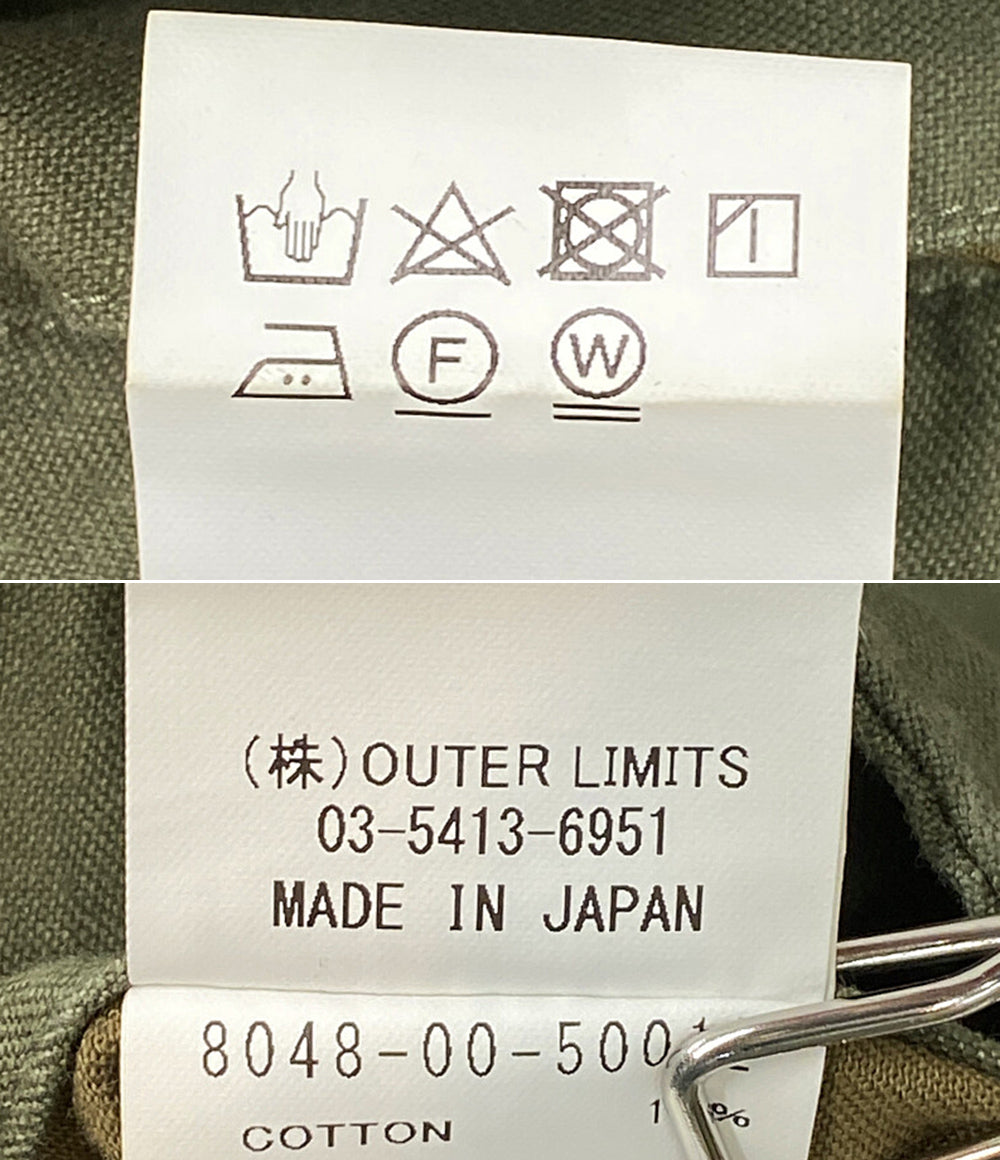 F W
(株)OUTER LIMITS
03-5413-6951
MADE IN JAPAN
8048-00-500
COTTON